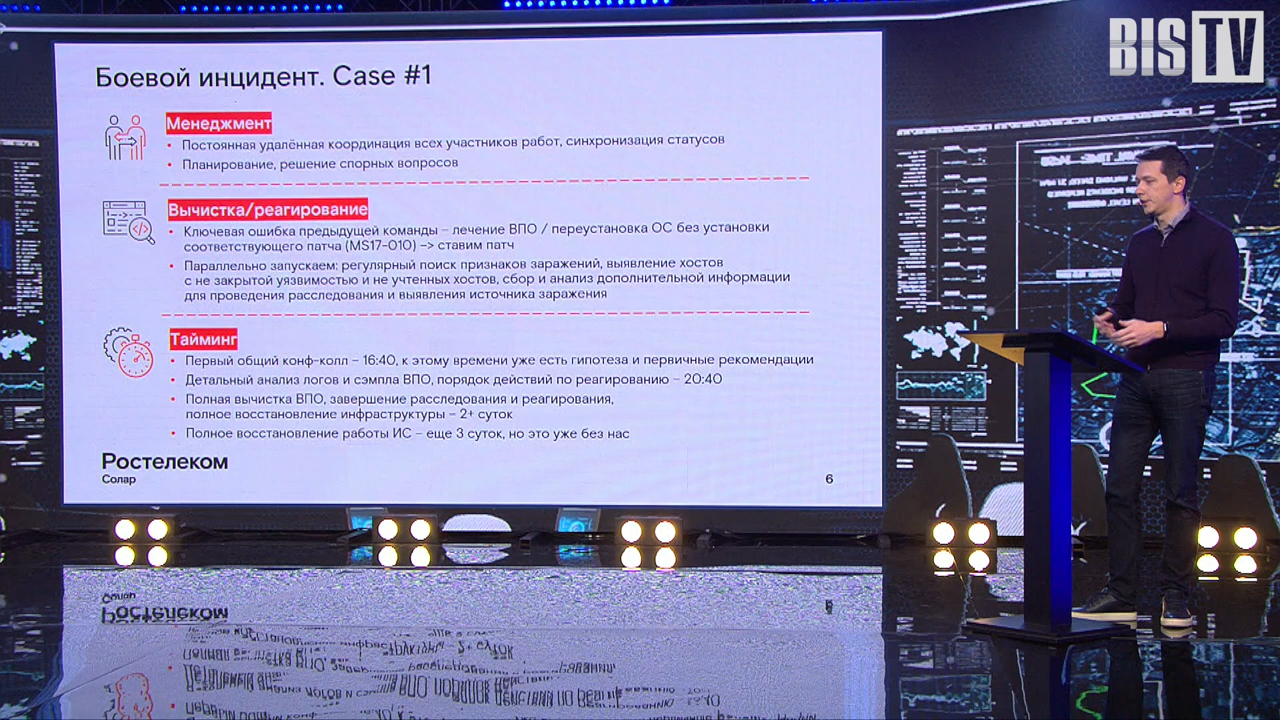 BIS TV
Боевой инцидент. Case #1
Менеджмент
• Постоянная удалённая координация всех участников работ, синхронизация статусов
• Планирование, решение спорных вопросов
Вычистка/реагирование
• Ключевая ошибка предыдущей команды – лечение ВПО / переустановка ОС без установки
соответствующего патча (MS17-010) –> ставим патч
• Параллельно запускаем: регулярный поиск признаков заражений, выявление хостов
с не закрытой уязвимостью и не учтенных хостов, сбор и анализ дополнительной информации
для проведения расследования и выявления источника заражения
Тайминг
• Первый общий конф-колл – 16:40, к этому времени уже есть гипотеза и первичные рекомендации
• Детальный анализ логов и сэмпла ВПО, порядок действий по реагированию – 20:40
• Полная вычистка ВПО, завершение расследования и реагирования,
полное восстановление инфраструктуры – 2+ суток
• Полное восстановление работы ИС – еще 3 суток, но это уже без нас
Ростелеком
Солар
6